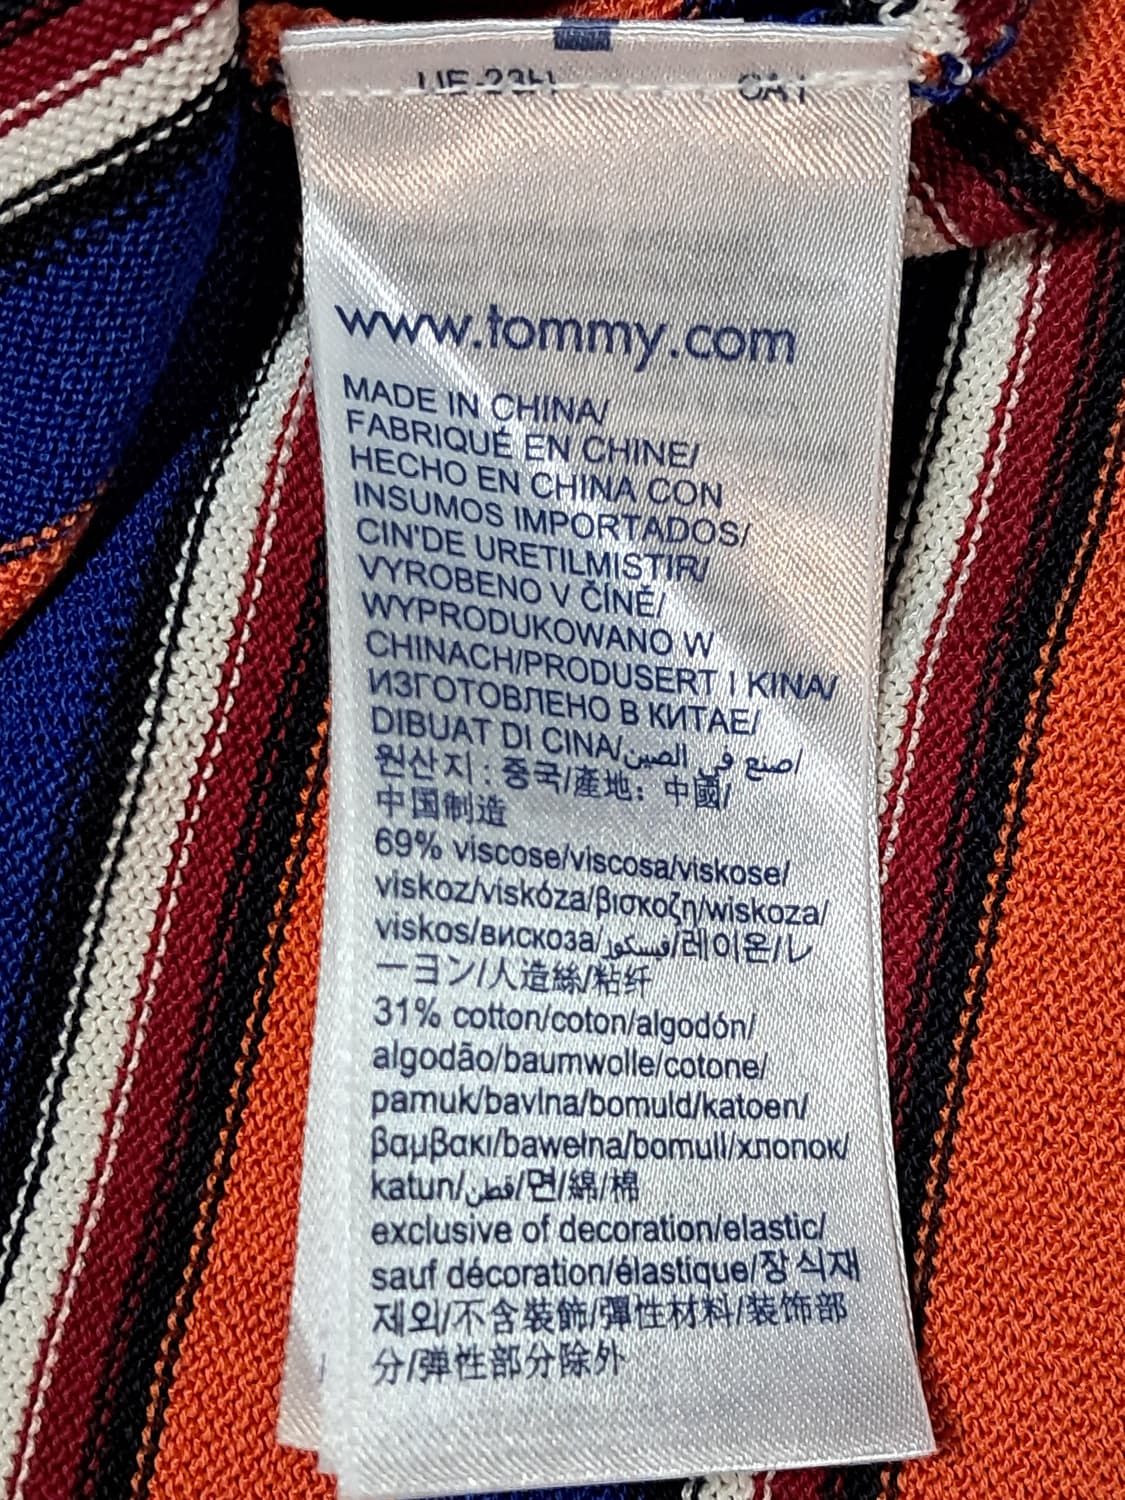 www.tommy.com
MADE IN CHINA/
FABRIQUÉ EN CHINE/
HECHO EN CHINA CON
INSUMOS IMPORTADOS/
CIN'DE URETILMISTIR/
VYROBENO V ČÍNĚ/
WYPRODUKOWANO W
CHINACH/PRODUSERT I KINA/
ИЗГОТОВЛЕНО В КИТАЕ/
DIBUAT DI CINA/صنع في الصين/
원산지 : 중국/產地：中國/
中国制造
69% viscose/viscosa/viskose/
viskoz/viskóza/βισκοζη/wiskoza/
viskos/вискоза/فسكوز/레이온/レ
ーヨン/人造絲/粘纤
31% cotton/coton/algodón/
algodão/baumwolle/cotone/
pamuk/bavlna/bomuld/katoen/
βαμβακι/bawełna/bomull/хлопок/
katun/قطن/면/綿/棉
exclusive of decoration/elastic/
sauf décoration/élastique/장식재
제외/不含裝飾/彈性材料/装饰部
分/弹性部分除外